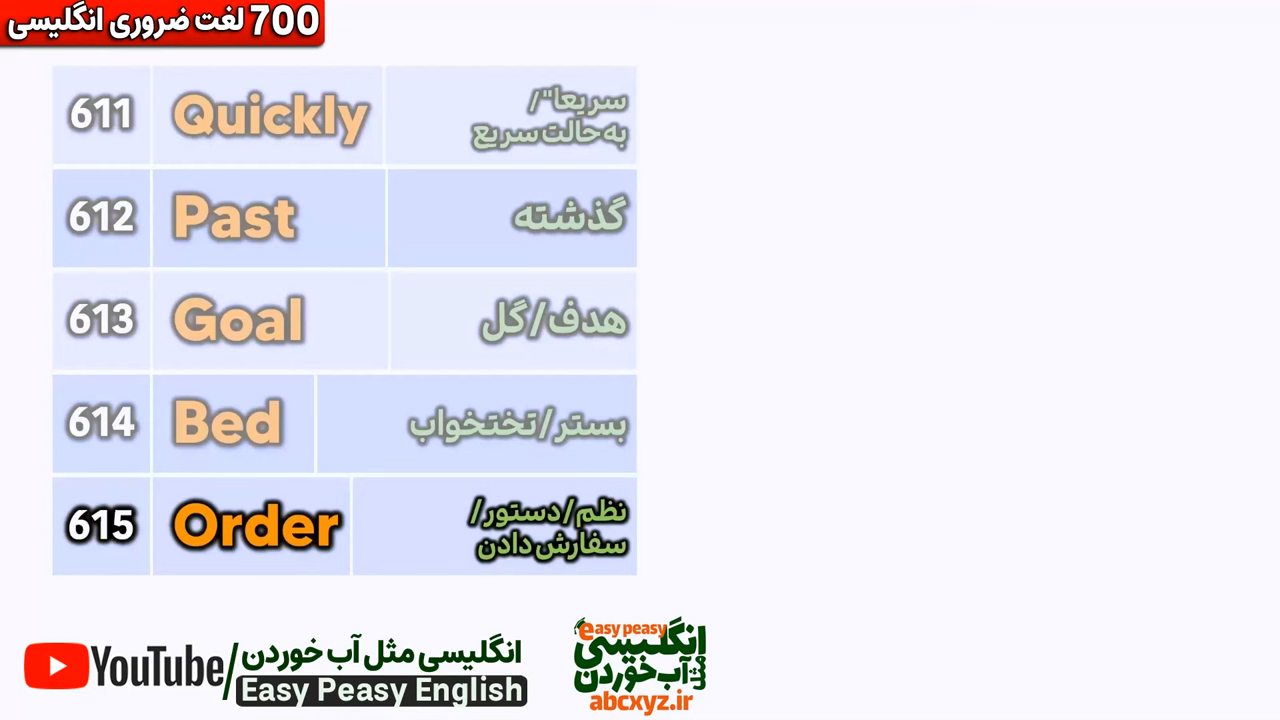 700 لغت ضروری انگلیسی
611 Quickly سریعا"/
به حالت سریع
612 Past گذشته
613 Goal هدف/گل
614 Bed بستر/تختخواب
615 Order نظم/دستور/
سفارش دادن
YouTube/انگلیسی مثل آب خوردن
Easy Peasy English
easy peasy
انگلیسی
مثل آب خوردن
abcxyz.ir